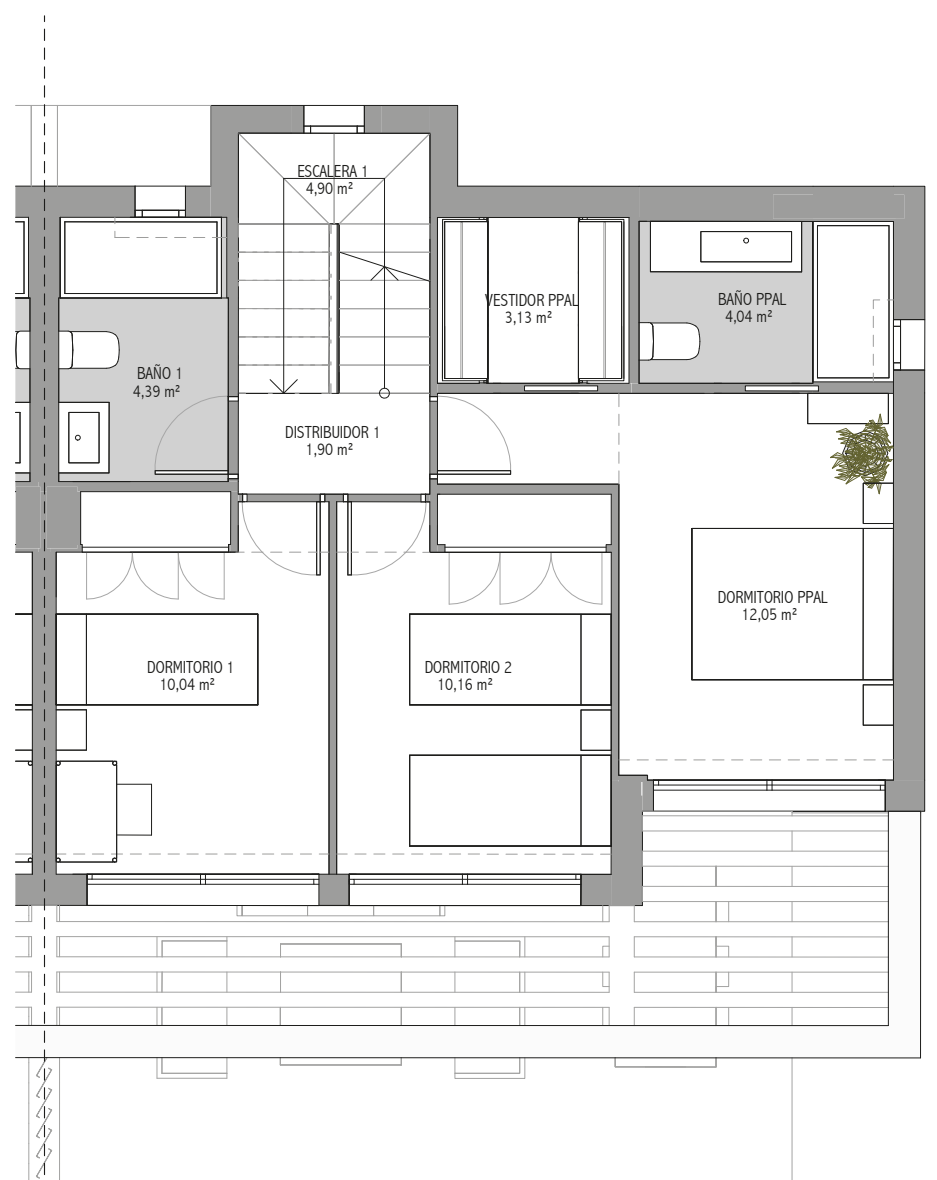 ESCALERA 1
4,90 m²
VESTIDOR PPAL
3,13 m²
BAÑO PPAL
4,04 m²
BAÑO 1
4,39 m²
DISTRIBUIDOR 1
1,90 m²
DORMITORIO PPAL
12,05 m²
DORMITORIO 1
10,04 m²
DORMITORIO 2
10,16 m²